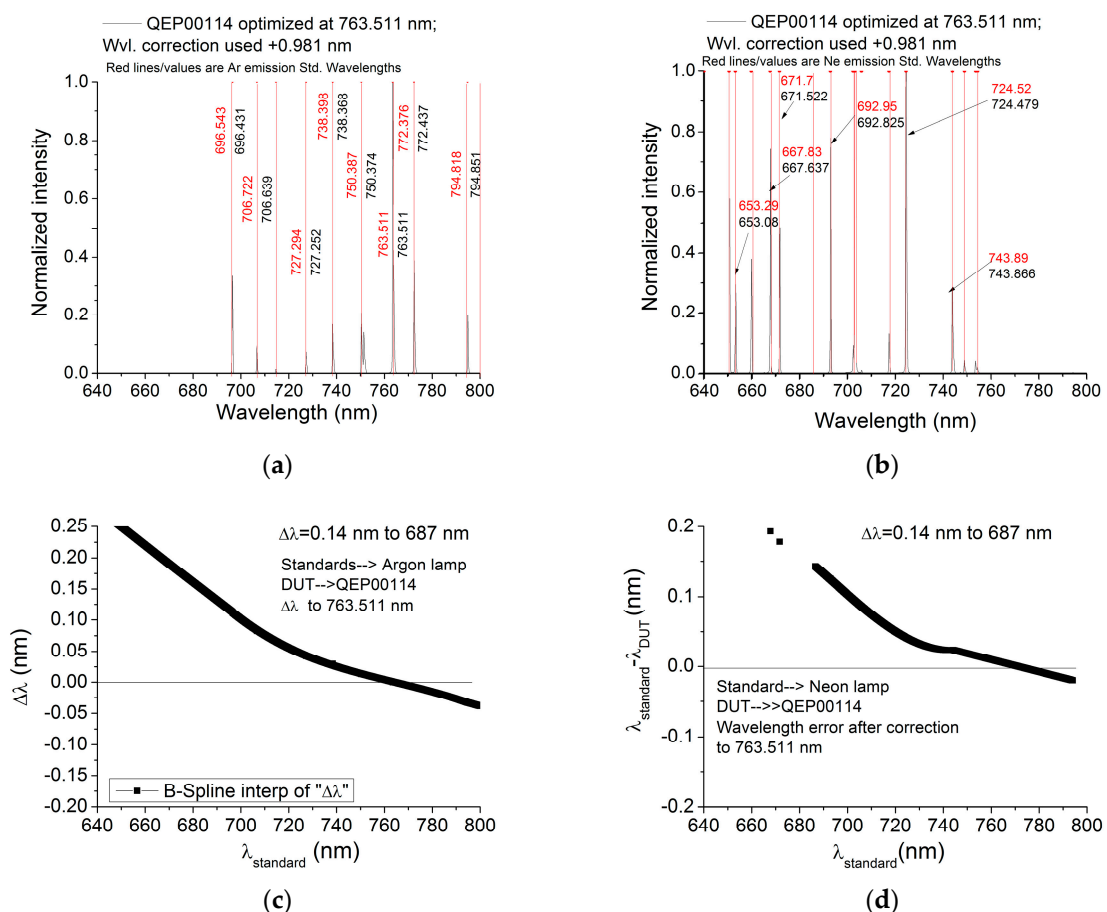 QEP00114 optimized at 763.511 nm;
Wvl. correction used +0.981 nm
Red lines/values are Ar emission Std. Wavelengths
1.0
0.8
0.6
0.4
0.2
0.0
Normalized intensity
696.543
696.431
706.722
706.639
727.294
727.252
738.398
738.368
750.387
750.374
763.511
763.511
772.376
772.437
794.818
794.851
640 660 680 700 720 740 760 780 800
Wavelength (nm)
(a)
QEP00114 optimized at 763.511 nm;
Wvl. correction used +0.981 nm
Red lines/values are Ne emission Std. Wavelengths
1.0
0.8
0.6
0.4
0.2
0.0
Normalized intensity
671.7
671.522
692.95
692.825
724.52
724.479
667.83
667.637
653.29
653.08
743.89
743.866
640 660 680 700 720 740 760 780 800
Wavelength (nm)
(b)
0.25
0.20
0.15
0.10
0.05
0.00
-0.05
-0.10
-0.15
-0.20
Δλ (nm)
Δλ=0.14 nm to 687 nm
Standards--> Argon lamp
DUT-->QEP00114
Δλ to 763.511 nm
B-Spline interp of "Δλ"
640 660 680 700 720 740 760 780 800
λstandard (nm)
(c)
0.2
0.1
0.0
-0.1
-0.2
λstandard-λDUT (nm)
Δλ=0.14 nm to 687 nm
Standard--> Neon lamp
DUT-->>QEP00114
Wavelength error after correction
to 763.511 nm
640 660 680 700 720 740 760 780 800
λstandard(nm)
(d)